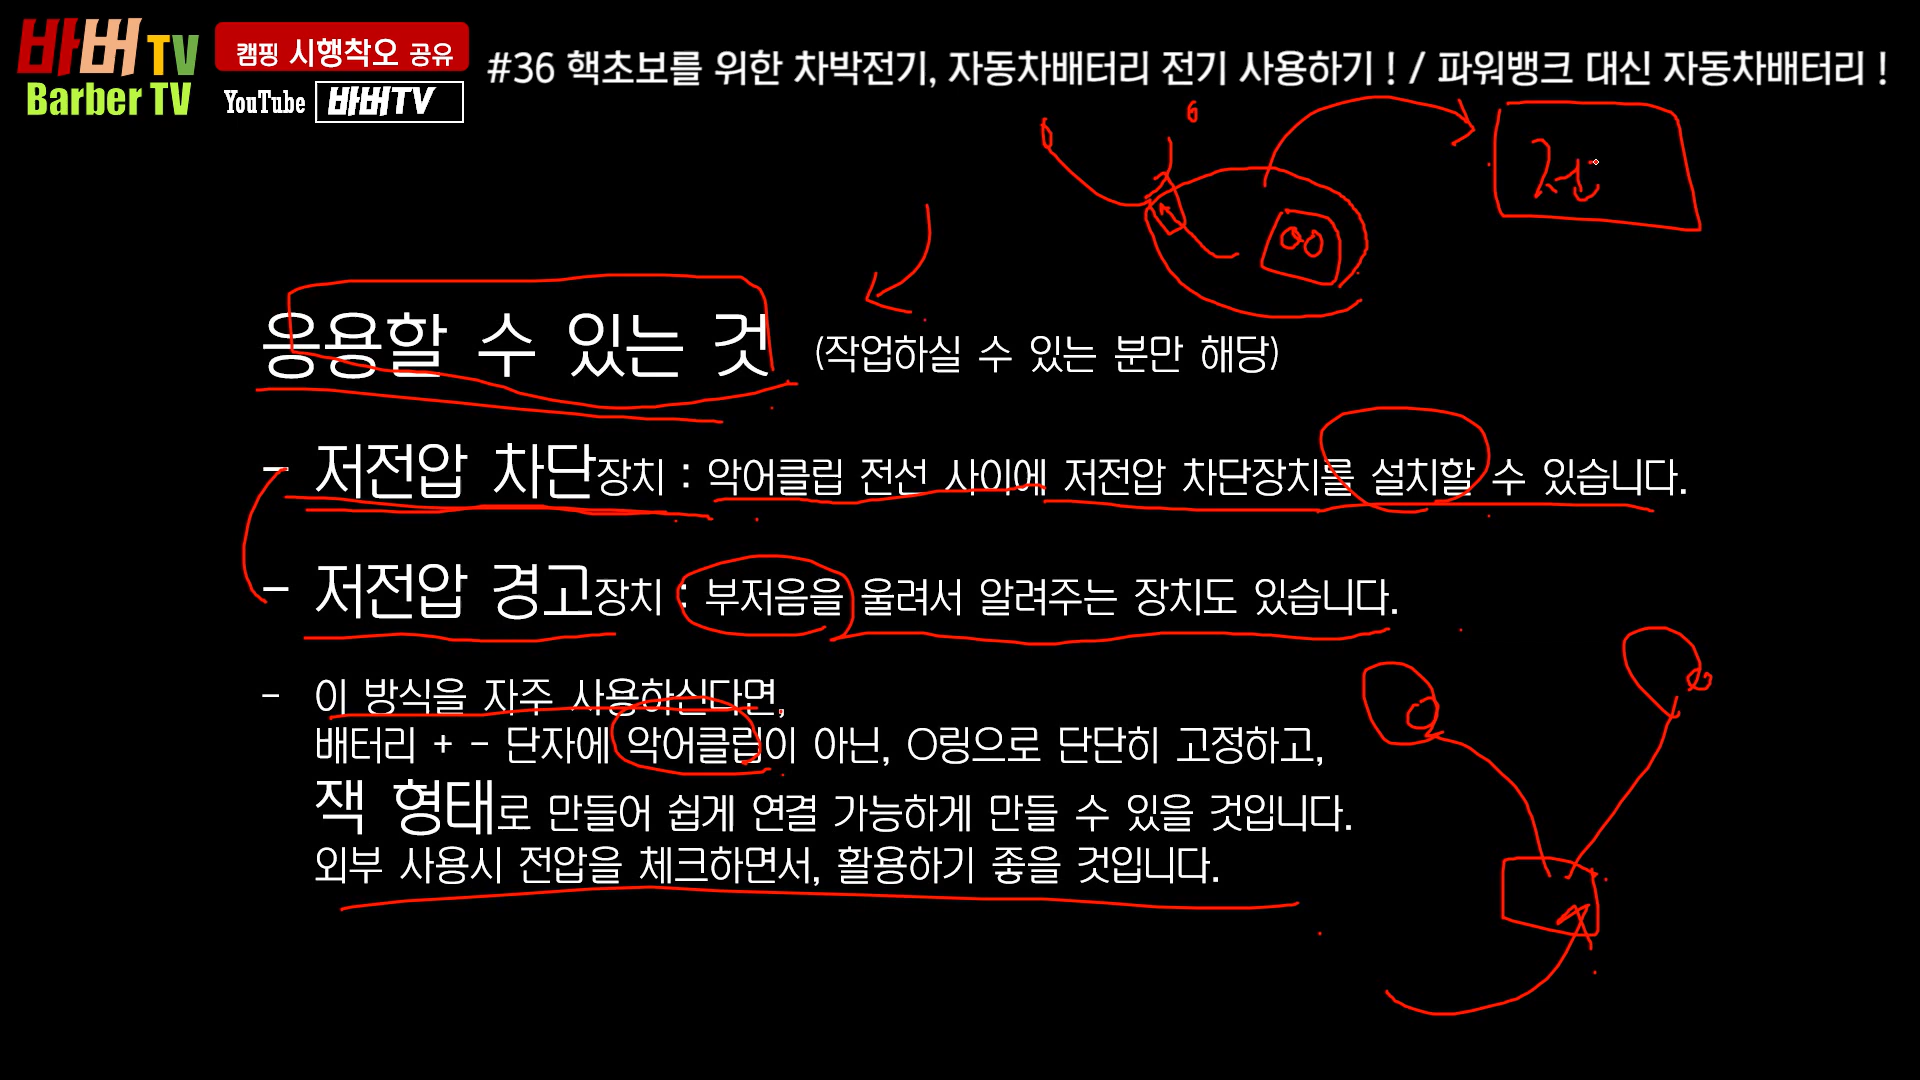 바버TV
Barber TV
캠핑 시행착오 공유
YouTube 바버TV
#36 핵초보를 위한 차박전기, 자동차배터리 전기 사용하기 ! / 파워뱅크 대신 자동차배터리 !
응용할 수 있는 것 (작업하실 수 있는 분만 해당)
- 저전압 차단장치 : 악어클립 전선 사이에 저전압 차단장치를 설치할 수 있습니다.
- 저전압 경고장치 : 부저음을 울려서 알려주는 장치도 있습니다.
- 이 방식을 자주 사용하신다면,
배터리 + - 단자에 악어클립이 아닌, O링으로 단단히 고정하고,
잭 형태로 만들어 쉽게 연결 가능하게 만들 수 있을 것입니다.
외부 사용시 전압을 체크하면서, 활용하기 좋을 것입니다.